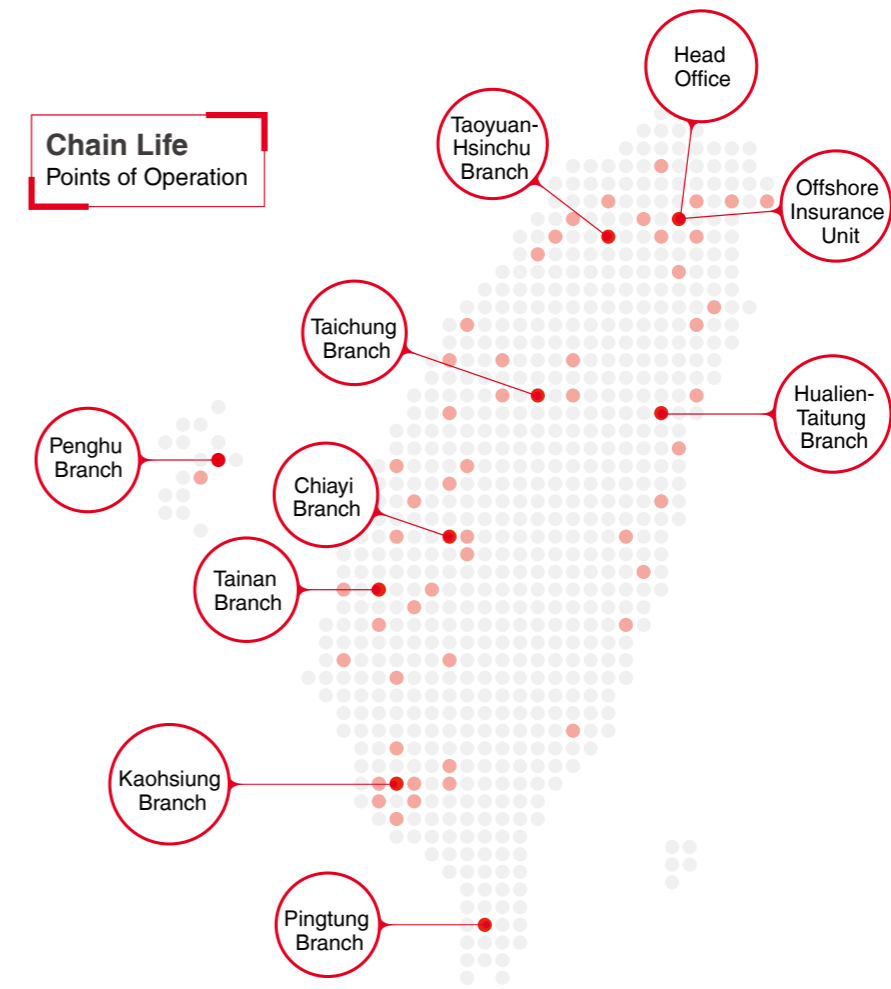 Chain Life
Points of Operation
Head
Office
Taoyuan-
Hsinchu
Branch
Offshore
Insurance
Unit
Taichung
Branch
Hualien-
Taitung
Branch
Penghu
Branch
Chiayi
Branch
Tainan
Branch
Kaohsiung
Branch
Pingtung
Branch